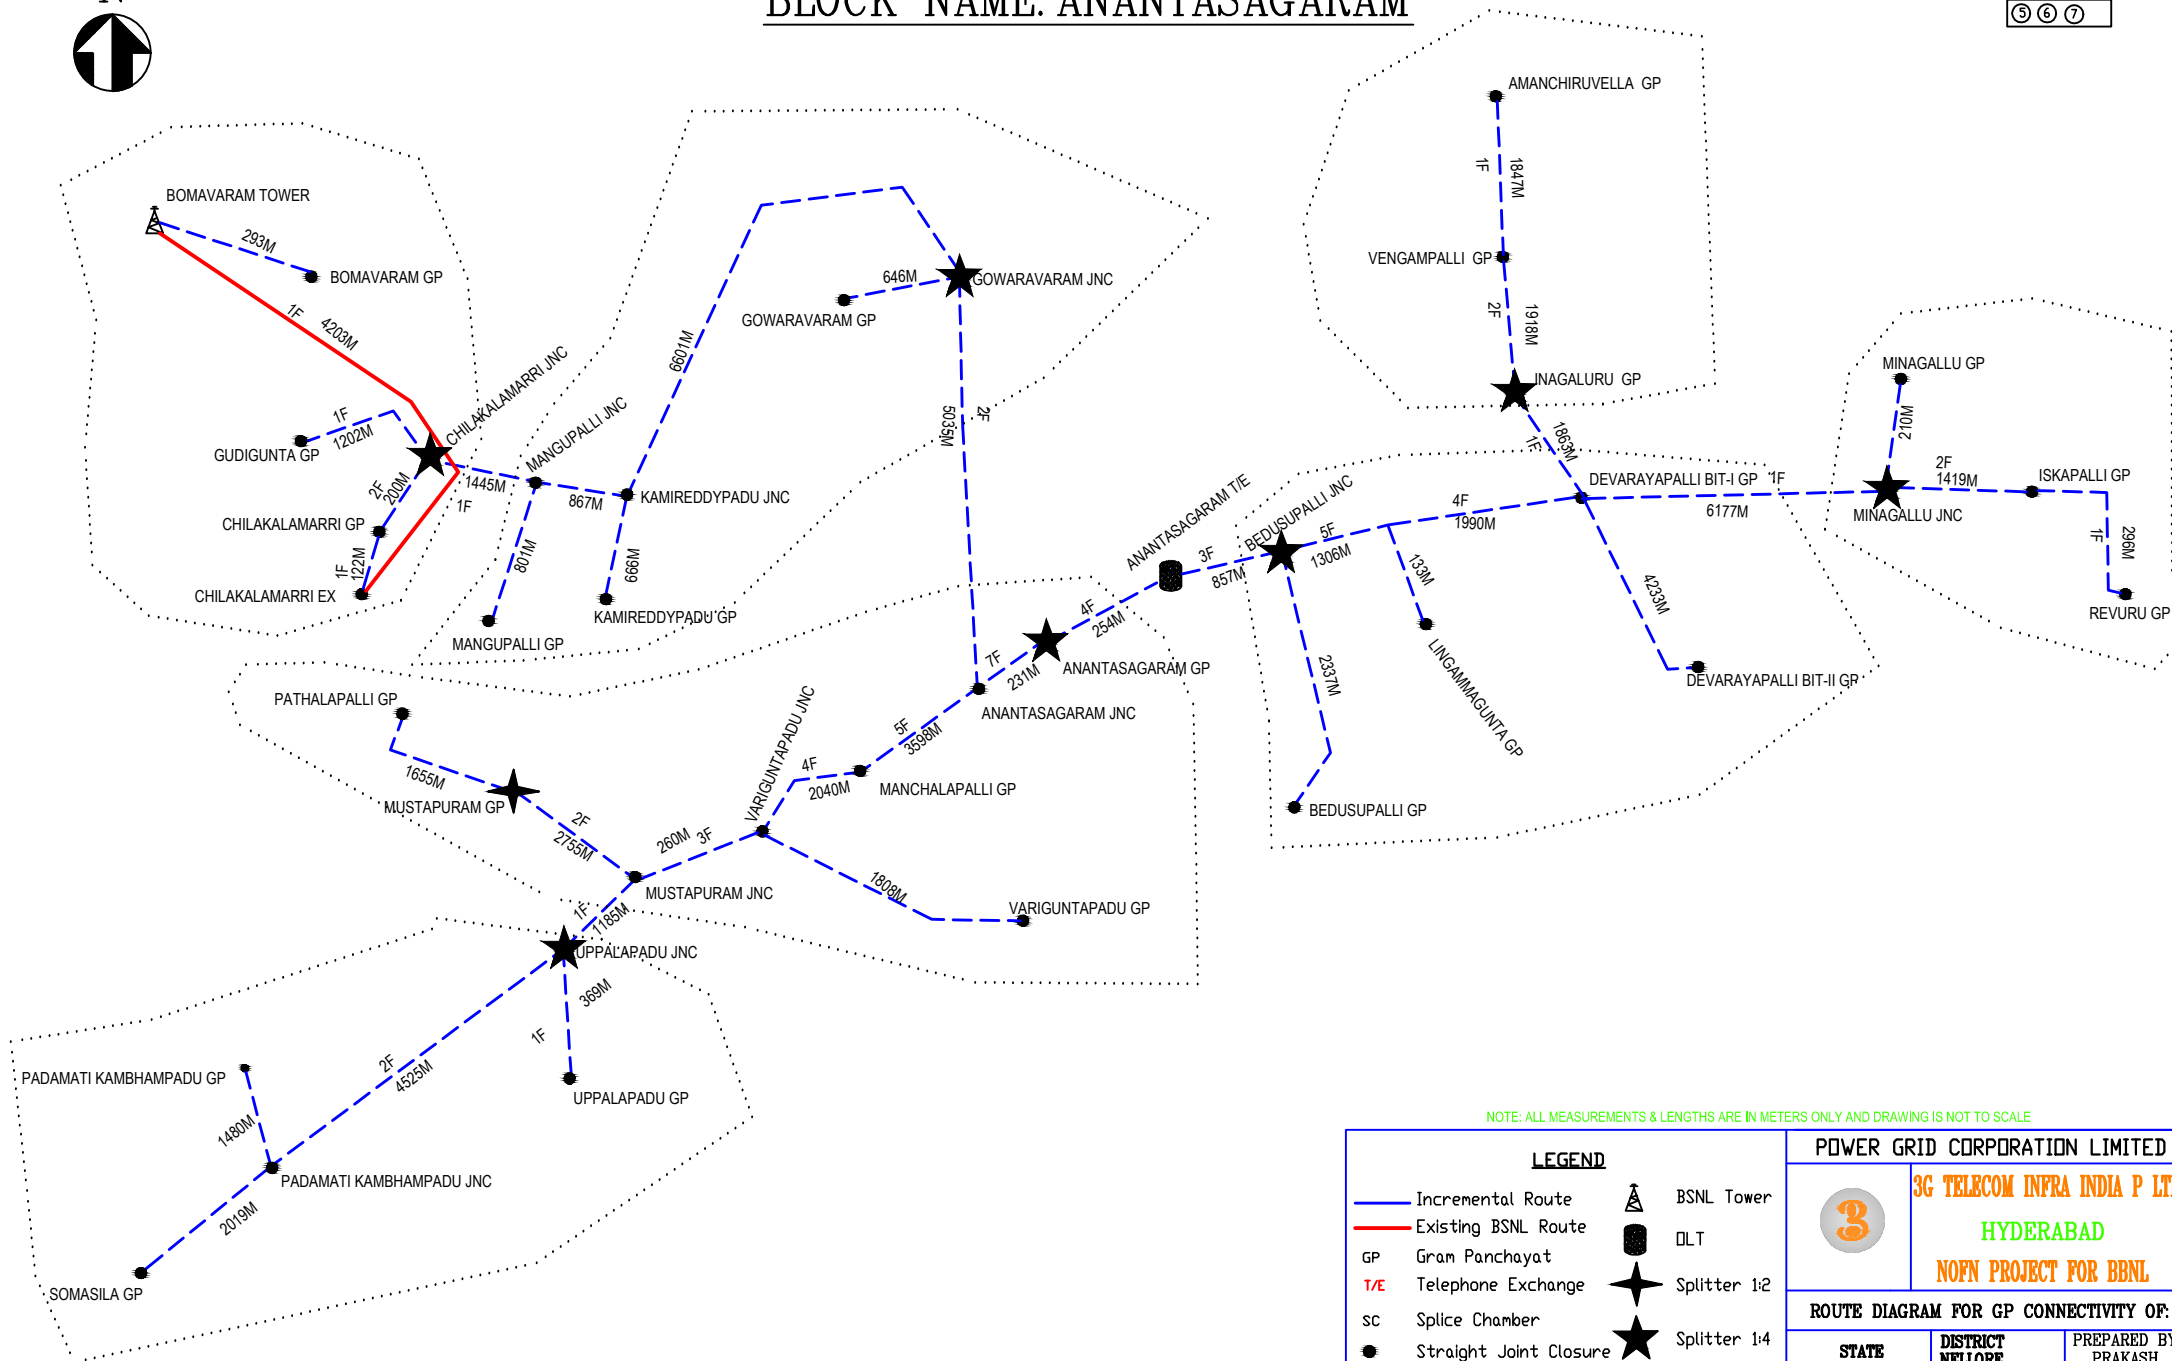 N
BLOCK NAME: ANANTASAGARAM
5 6 7
AMANCHIRUVELLA GP
1F
1847M
VENGAMPALLI GP
2F
1918M
INAGALURU GP
1F
1863M
BOMAVARAM TOWER
293M
BOMAVARAM GP
1F
4203M
6601M
646M
GOWARAVARAM JNC
GOWARAVARAM GP
5035M
2F
CHILAKALAMARRI JNC
1F
1202M
GUDIGUNTA GP
2F
200M
1445M
1F
MANGUPALLI JNC
867M
KAMIREDDYPADU JNC
CHILAKALAMARRI GP
1F
122M
CHILAKALAMARRI EX
801M
666M
MANGUPALLI GP
KAMIREDDYPADU GP
MINAGALLU GP
210M
2F
1419M
ISKAPALLI GP
MINAGALLU JNC
1F
296M
REVURU GP
DEVARAYAPALLI BIT-I GP
1F
6177M
4F
1990M
ANANTASAGARAM T/E
BEDUSUPALLI JNC
3F
857M
5F
1306M
133M
LINGAMMAGUNTA GP
4233M
DEVARAYAPALLI BIT-II GP
2337M
BEDUSUPALLI GP
4F
254M
ANANTASAGARAM GP
7F
231M
ANANTASAGARAM JNC
5F
3598M
MANCHALAPALLI GP
VARIGUNTAPADU JNC
4F
2040M
PATHALAPALLI GP
1655M
MUSTAPURAM GP
2F
2755M
260M
3F
MUSTAPURAM JNC
1808M
VARIGUNTAPADU GP
1F
1185M
UPPALAPADU JNC
369M
1F
UPPALAPADU GP
2F
4525M
PADAMATI KAMBHAMPADU GP
1480M
PADAMATI KAMBHAMPADU JNC
2019M
SOMASILA GP
NOTE: ALL MEASUREMENTS & LENGTHS ARE IN METERS ONLY AND DRAWING IS NOT TO SCALE
LEGEND
Incremental Route
Existing BSNL Route
GP Gram Panchayat
T/E Telephone Exchange
SC Splice Chamber
Straight Joint Closure
BSNL Tower
OLT
Splitter 1:2
Splitter 1:4
POWER GRID CORPORATION LIMITED
3
3G TELECOM INFRA INDIA P LT
HYDERABAD
NOFN PROJECT FOR BBNL
ROUTE DIAGRAM FOR GP CONNECTIVITY OF:
STATE
DISTRICT
NELLORE
PREPARED BY
PRAKASH